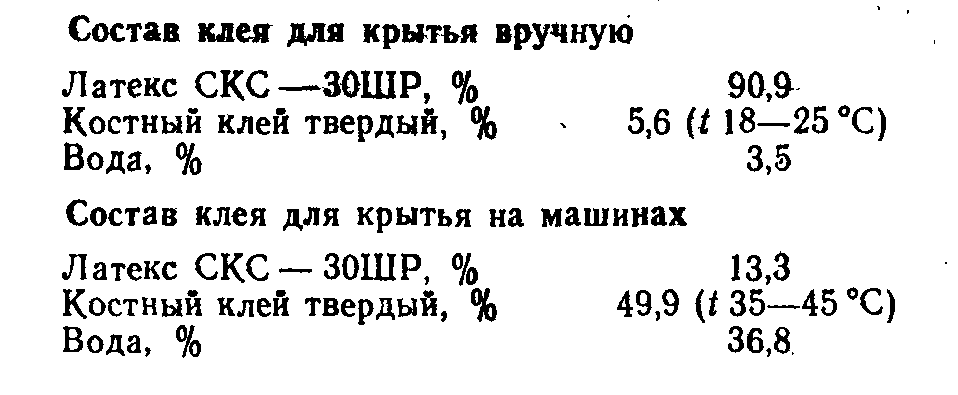 Состав клея для крытья вручную
Латекс СКС—30ШР, % 90,9
Костный клей твердый, % 5,6 (t 18—25 °С)
Вода, % 3,5
Состав клея для крытья на машинах
Латекс СКС — 30ШР, % 13,3
Костный клей твердый, % 49,9 (t 35—45 °С)
Вода, % 36,8